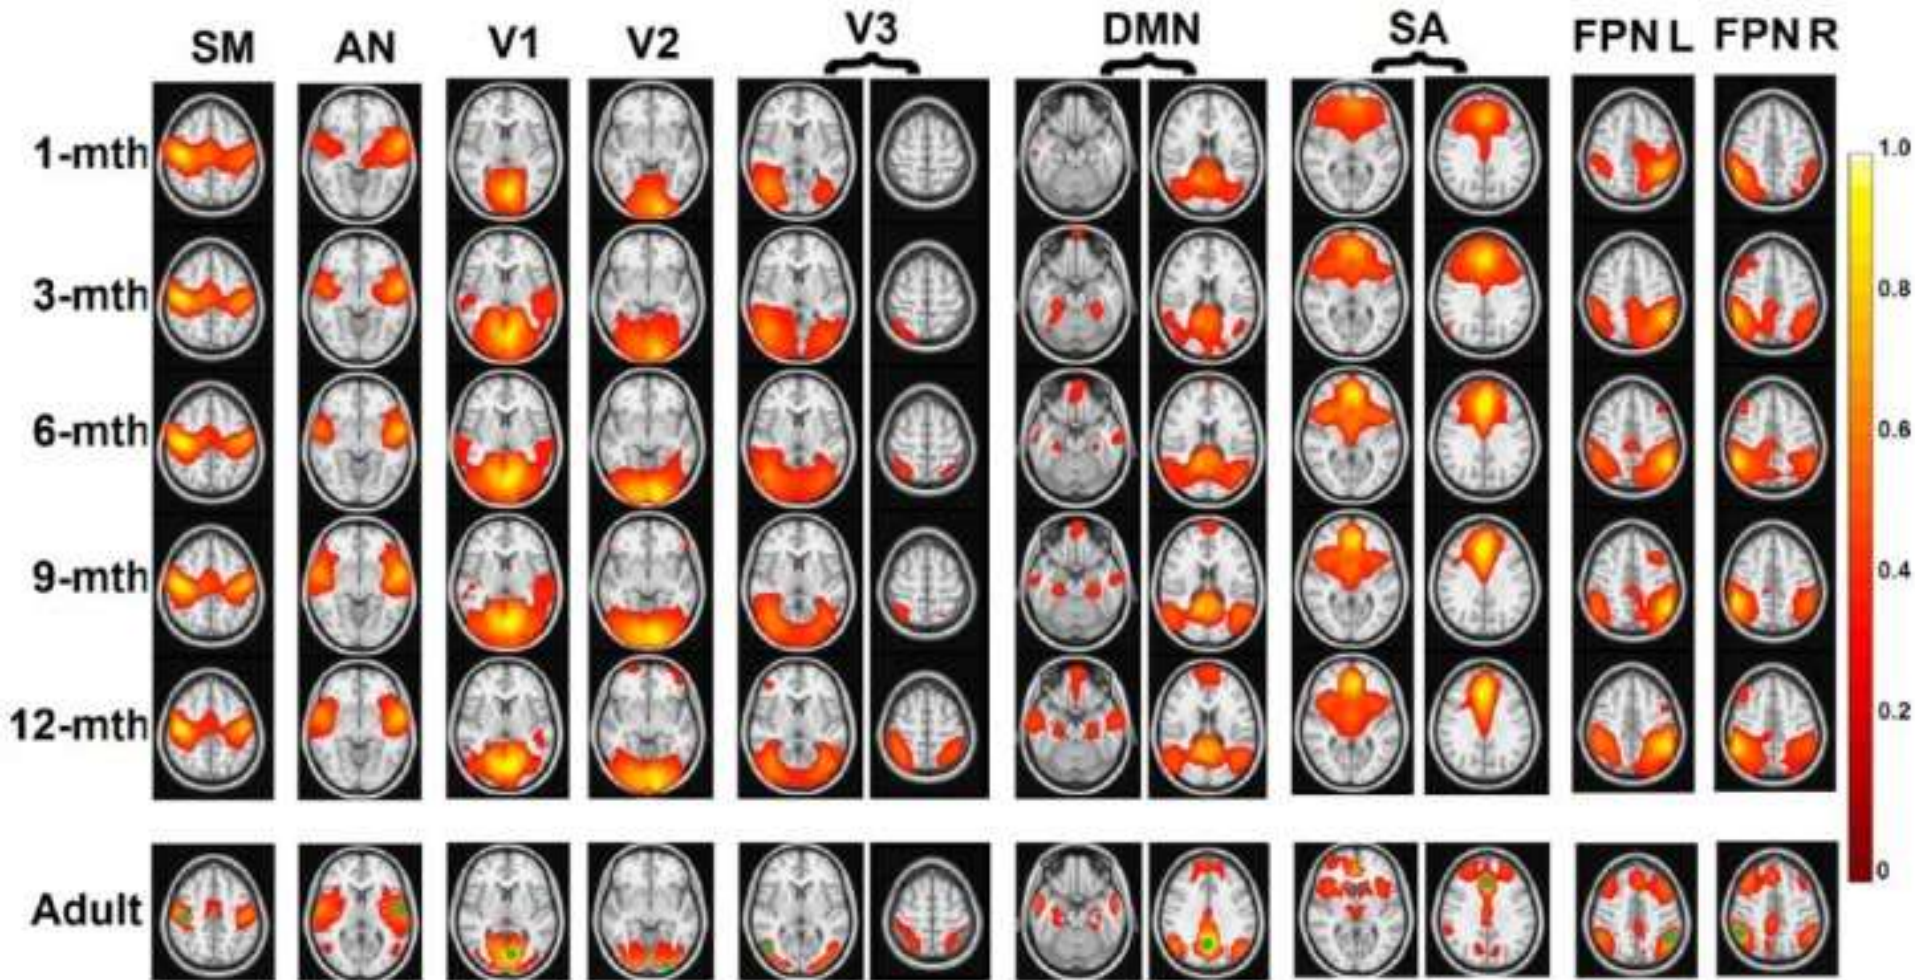 SM AN V1 V2 V3 DMN SA FPN L FPN R
1-mth
3-mth
6-mth
9-mth
12-mth
Adult
1.0
0.8
0.6
0.4
0.2
0